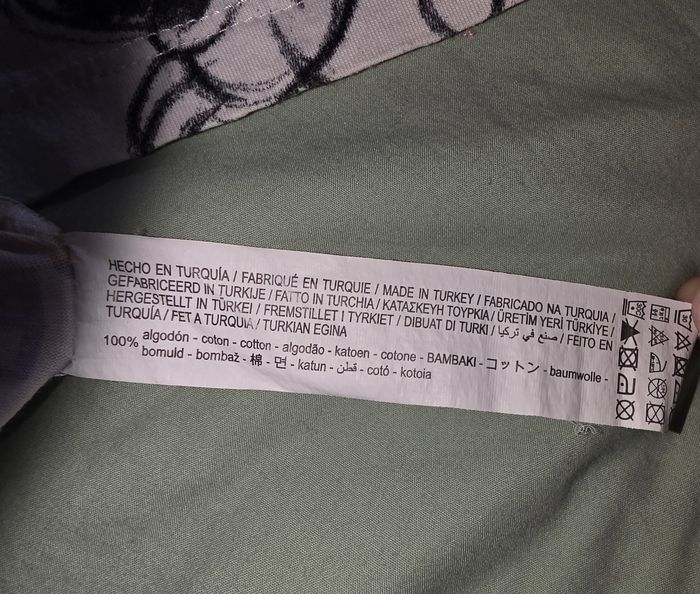 HECHO EN TURQUÍA / FABRIQUÉ EN TURQUIE / MADE IN TURKEY / FABRICADO NA TURQUIA /
GEFABRICEERD IN TURKIJE / FATTO IN TURCHIA / ΚΑΤΑΣΚΕΥΗ ΤΟΥΡΚΙΑ / ÜRETİM YERİ TÜRKİYE /
HERGESTELLT IN TÜRKEI / FREMSTILLET I TYRKIET / DIBUAT DI TURKI / صنع في تركيا / FEITO EN
TURQUÍA / FET A TURQUIA / TURKIAN EGINA
100% algodón - coton - cotton - algodão - katoen - cotone - ΒΑΜΒΑΚΙ - コットン - baumwolle -
bomuld - bombaž - 棉 - 면 - katun - قطن - cotó - kotoia